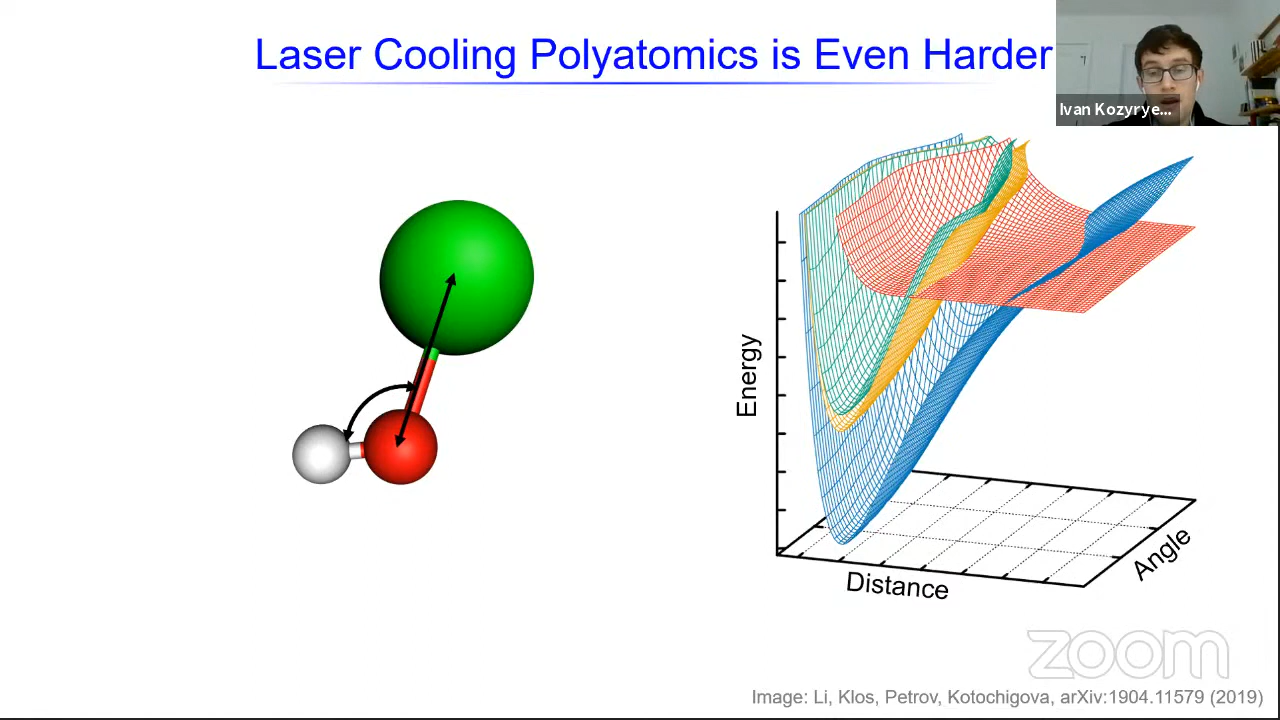 Laser Cooling Polyatomics is Even Harder
Ivan Kozyrye...
Energy
Distance
Angle
zoom
Image: Li, Klos, Petrov, Kotochigova, arXiv:1904.11579 (2019)